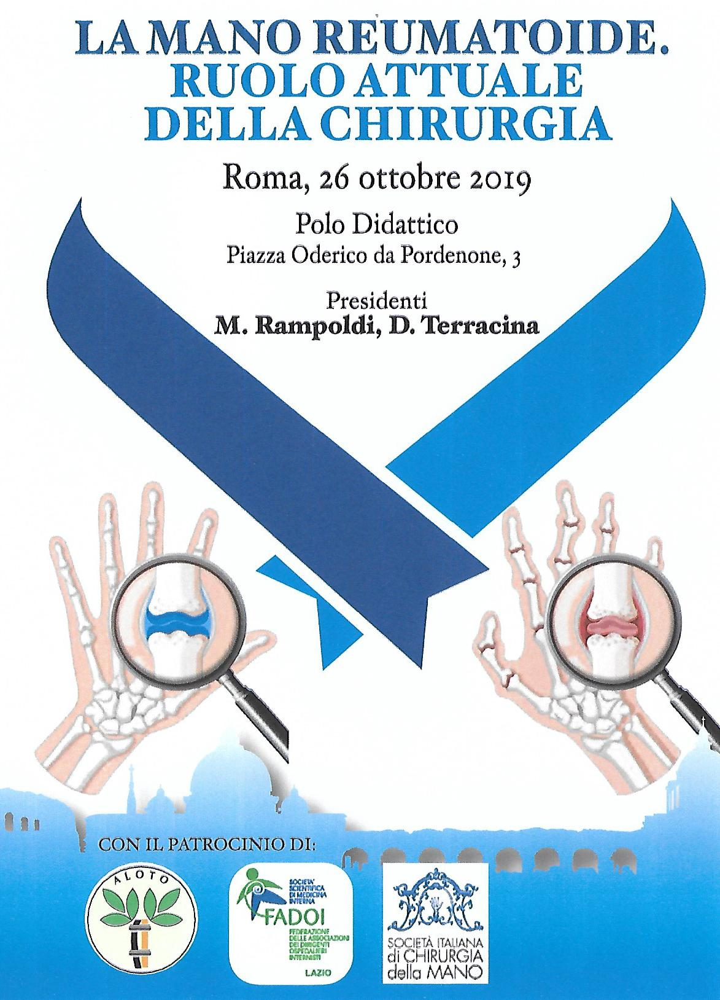 LA MANO REUMATOIDE.
RUOLO ATTUALE
DELLA CHIRURGIA
Roma, 26 ottobre 2019
Polo Didattico
Piazza Oderico da Pordenone, 3
Presidenti
M. Rampoldi, D. Terracina
CON IL PATROCINIO DI:
ALOTO
SOCIETA'
SCIENTIFICA
DI MEDICINA
INTERNA
FADOI
FEDERAZIONE
DELLE ASSOCIAZIONI
DEI DIRIGENTI
OSPEDALIERI
INTERNISTI
LAZIO
SOCIETÀ ITALIANA
di CHIRURGIA
della MANO